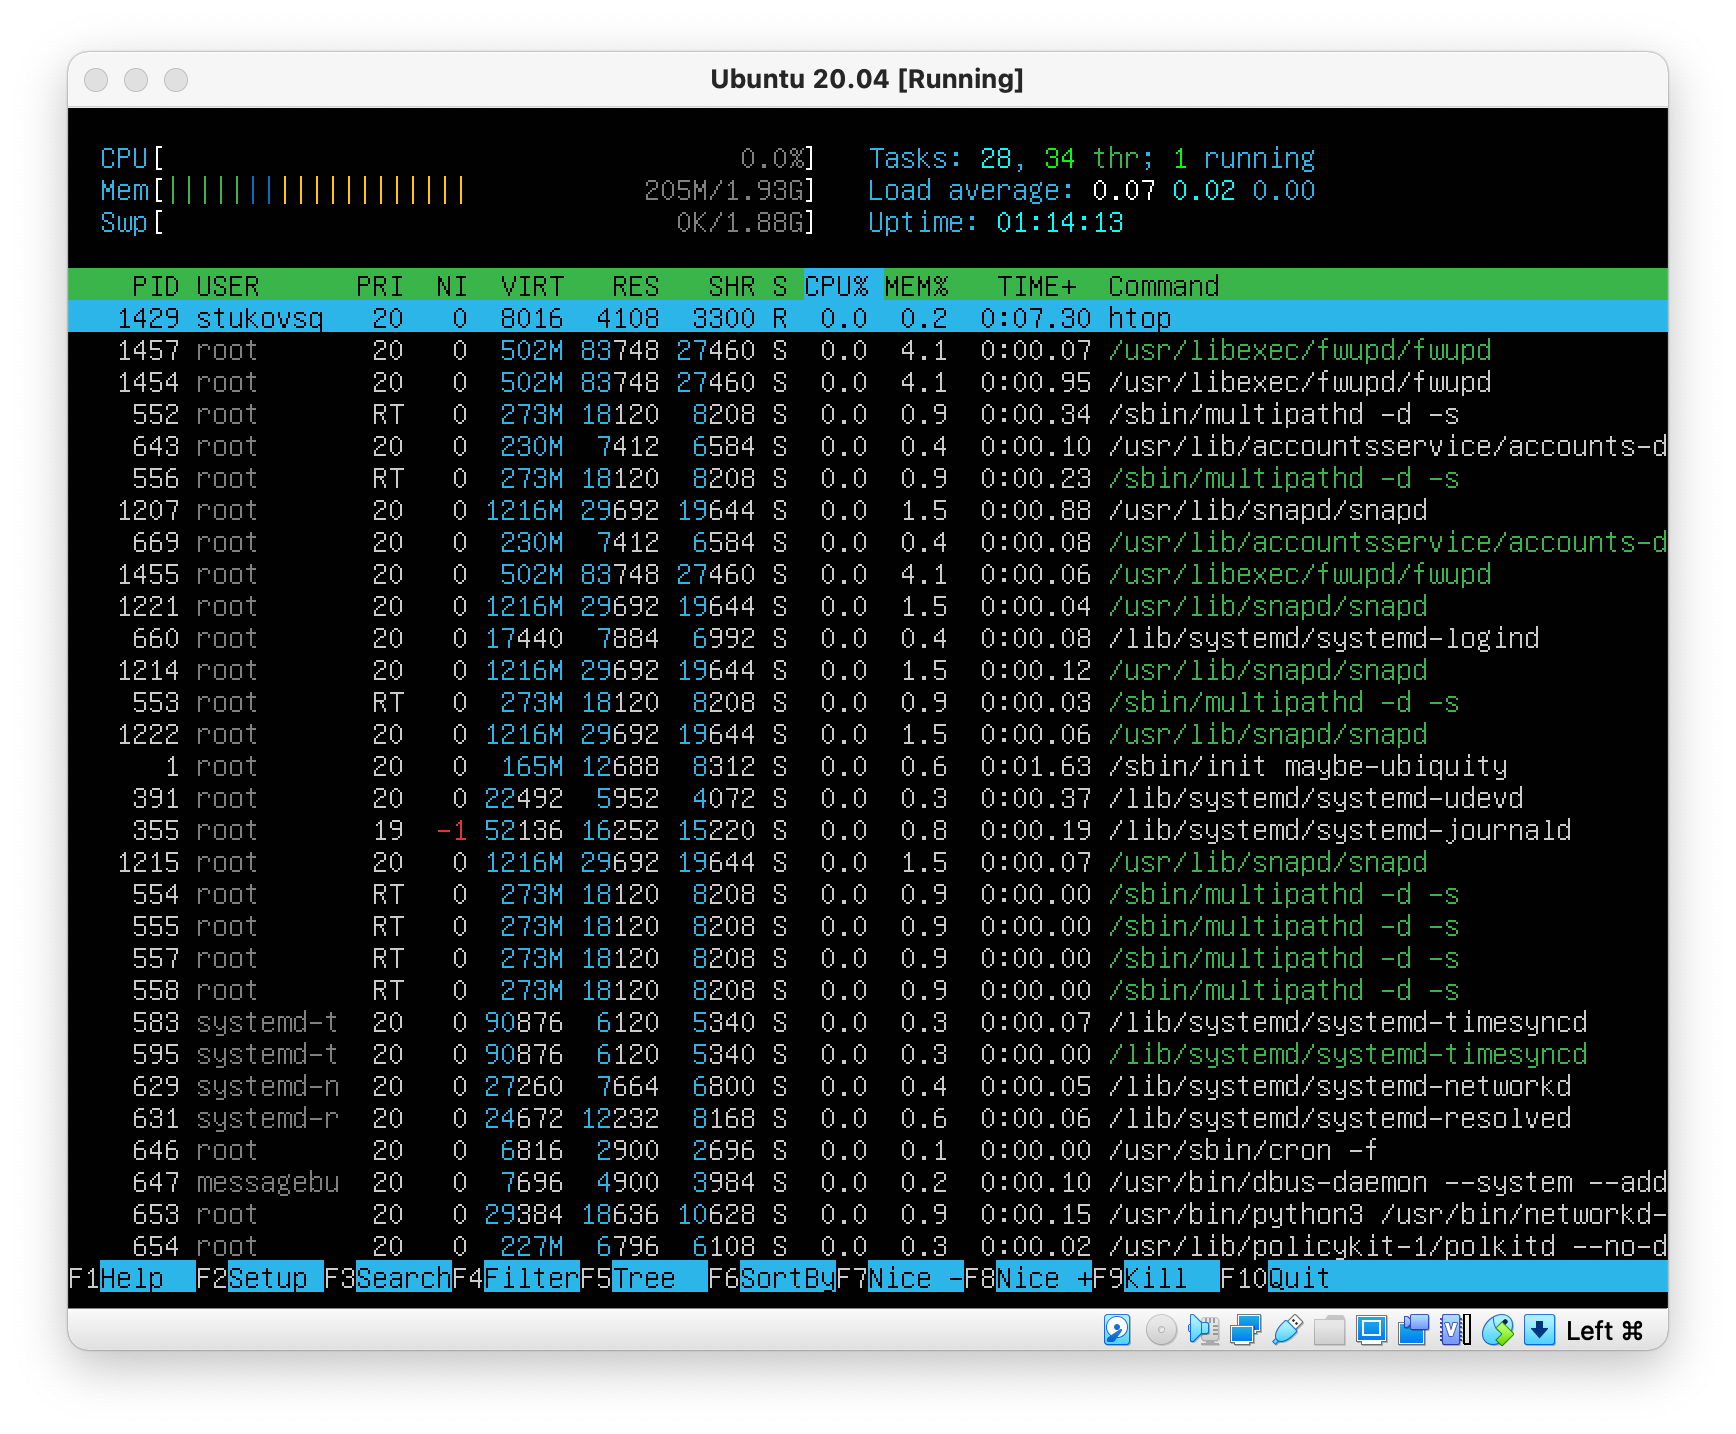 Ubuntu 20.04 [Running]
CPU[ 0.0%] Tasks: 28, 34 thr; 1 running
Mem[||||||||||||||||||| 205M/1.93G] Load average: 0.07 0.02 0.00
Swp[ 0K/1.88G] Uptime: 01:14:13
PID USER PRI NI VIRT RES SHR S CPU% MEM% TIME+ Command
1429 stukovsg 20 0 8016 4108 3300 R 0.0 0.2 0:07.30 htop
1457 root 20 0 502M 83748 27460 S 0.0 4.1 0:00.07 /usr/libexec/fwupd/fwupd
1454 root 20 0 502M 83748 27460 S 0.0 4.1 0:00.95 /usr/libexec/fwupd/fwupd
552 root RT 0 273M 18120 8208 S 0.0 0.9 0:00.34 /sbin/multipathd -d -s
643 root 20 0 230M 7412 6584 S 0.0 0.4 0:00.10 /usr/lib/accountsservice/accounts-d
556 root RT 0 273M 18120 8208 S 0.0 0.9 0:00.23 /sbin/multipathd -d -s
1207 root 20 0 1216M 29692 19644 S 0.0 1.5 0:00.88 /usr/lib/snapd/snapd
669 root 20 0 230M 7412 6584 S 0.0 0.4 0:00.08 /usr/lib/accountsservice/accounts-d
1455 root 20 0 502M 83748 27460 S 0.0 4.1 0:00.06 /usr/libexec/fwupd/fwupd
1221 root 20 0 1216M 29692 19644 S 0.0 1.5 0:00.04 /usr/lib/snapd/snapd
660 root 20 0 17440 7884 6992 S 0.0 0.4 0:00.08 /lib/systemd/systemd-logind
1214 root 20 0 1216M 29692 19644 S 0.0 1.5 0:00.12 /usr/lib/snapd/snapd
553 root RT 0 273M 18120 8208 S 0.0 0.9 0:00.03 /sbin/multipathd -d -s
1222 root 20 0 1216M 29692 19644 S 0.0 1.5 0:00.06 /usr/lib/snapd/snapd
1 root 20 0 165M 12688 8312 S 0.0 0.6 0:01.63 /sbin/init maybe-ubiquity
391 root 20 0 22492 5952 4072 S 0.0 0.3 0:00.37 /lib/systemd/systemd-udevd
355 root 19 -1 52136 16252 15220 S 0.0 0.8 0:00.19 /lib/systemd/systemd-journald
1215 root 20 0 1216M 29692 19644 S 0.0 1.5 0:00.07 /usr/lib/snapd/snapd
554 root RT 0 273M 18120 8208 S 0.0 0.9 0:00.00 /sbin/multipathd -d -s
555 root RT 0 273M 18120 8208 S 0.0 0.9 0:00.00 /sbin/multipathd -d -s
557 root RT 0 273M 18120 8208 S 0.0 0.9 0:00.00 /sbin/multipathd -d -s
558 root RT 0 273M 18120 8208 S 0.0 0.9 0:00.00 /sbin/multipathd -d -s
583 systemd-t 20 0 90876 6120 5340 S 0.0 0.3 0:00.07 /lib/systemd/systemd-timesyncd
595 systemd-t 20 0 90876 6120 5340 S 0.0 0.3 0:00.00 /lib/systemd/systemd-timesyncd
629 systemd-n 20 0 27260 7664 6800 S 0.0 0.4 0:00.05 /lib/systemd/systemd-networkd
631 systemd-r 20 0 24672 12232 8168 S 0.0 0.6 0:00.06 /lib/systemd/systemd-resolved
646 root 20 0 6816 2900 2696 S 0.0 0.1 0:00.00 /usr/sbin/cron -f
647 messagebu 20 0 7696 4900 3984 S 0.0 0.2 0:00.10 /usr/bin/dbus-daemon --system --add
653 root 20 0 29384 18636 10628 S 0.0 0.9 0:00.15 /usr/bin/python3 /usr/bin/networkd-
654 root 20 0 227M 6796 6108 S 0.0 0.3 0:00.02 /usr/lib/policykit-1/polkitd --no-d
F1Help F2Setup F3SearchF4FilterF5Tree F6SortByF7Nice -F8Nice +F9Kill F10Quit
Left ⌘